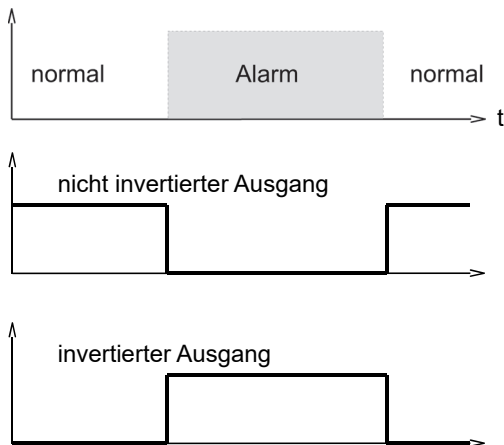 normal Alarm normal
t
nicht invertierter Ausgang
invertierter Ausgang